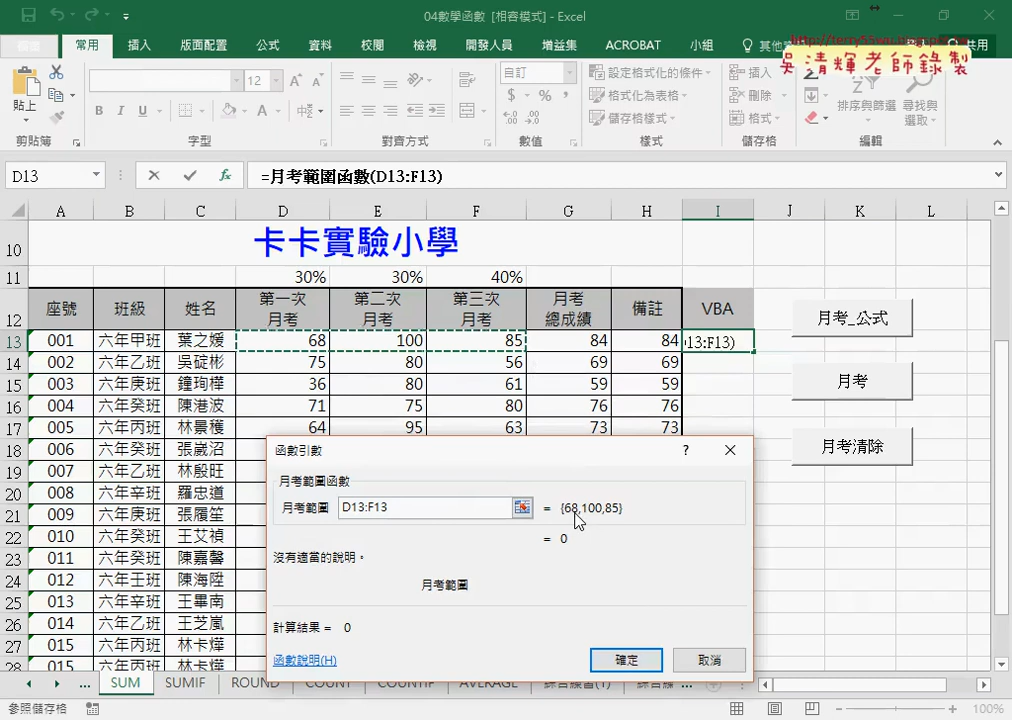 04數學函數 [相容模式] - Excel
常用 插入 版面配置 公式 資料 校閱 檢視 開發人員 增益集 ACROBAT 小組 共用
吳清輝老師錄製
貼上
12
自訂
設定格式化的條件
格式化為表格
儲存格樣式
插入
刪除
格式
排序與篩選 尋找與選取
剪貼簿 字型 對齊方式 數值 樣式 儲存格 編輯
D13 =月考範圍函數(D13:F13)
A B C D E F G H I J K L
10 卡卡實驗小學
11 30% 30% 40%
12 座號 班級 姓名 第一次月考 第二次月考 第三次月考 月考總成績 備註 VBA
13 001 六年甲班 葉之媛 68 100 85 84 84 13:F13)
14 002 六年乙班 吳碇彬 75 80 56 69 69
15 003 六年庚班 鐘珣樺 36 80 61 59 59
16 004 六年癸班 陳港波 71 75 80 76 76
17 005 六年丙班 林景穫 64 95 63 73 73
18 006 六年癸班 張嵗沼
19 007 六年乙班 林殷旺
20 008 六年辛班 羅忠道
21 009 六年庚班 張履笙
22 010 六年癸班 王艾禎
23 011 六年癸班 陳嘉馨
24 012 六年壬班 陳海陞
25 013 六年辛班 王畢南
26 014 六年乙班 王芝嵐
27 015 六年丙班 林卡燁
28 015 六年丙班 林卡燁
月考_公式
月考
月考清除
函數引數
月考範圍函數
月考範圍 D13:F13 = {68,100,85}
= 0
沒有適當的說明。
月考範圍
計算結果 = 0
函數說明(H) 確定 取消
... SUM SUMIF ROUND COUNT COUNTIF AVERAGE 綜合練習(1) 綜合練 ...
參照儲存格 100%